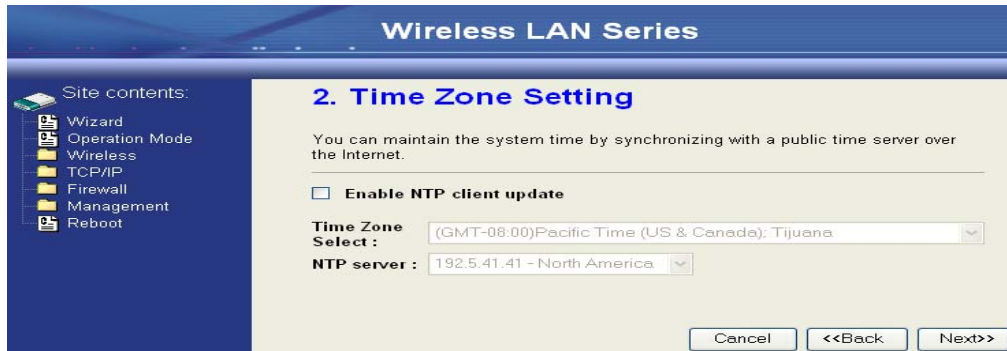 Wireless LAN Series
Site contents:
Wizard
Operation Mode
Wireless
TCP/IP
Firewall
Management
Reboot
2. Time Zone Setting
You can maintain the system time by synchronizing with a public time server over
the Internet.
Enable NTP client update
Time Zone
Select :
(GMT-08:00)Pacific Time (US & Canada); Tijuana
NTP server :
192.5.41.41 - North America
Cancel
<<Back
Next>>